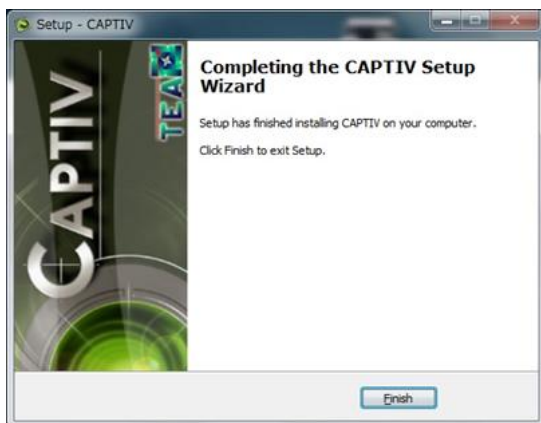 Setup - CAPTIV
CAPTIV
TEA
Completing the CAPTIV Setup
Wizard
Setup has finished installing CAPTIV on your computer.
Click Finish to exit Setup.
Finish